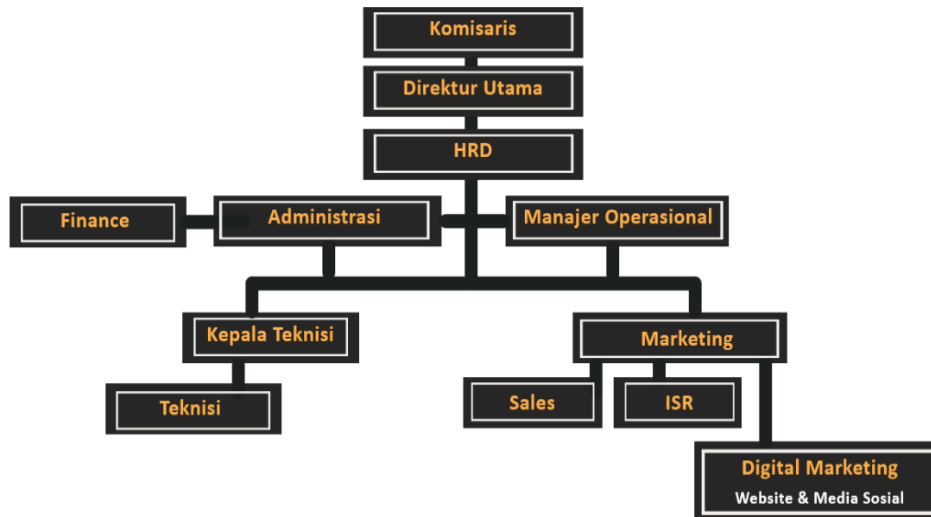 Komisaris
Direktur Utama
HRD
Finance
Administrasi
Manajer Operasional
Kepala Teknisi
Marketing
Teknisi
Sales
ISR
Digital Marketing
Website & Media Sosial